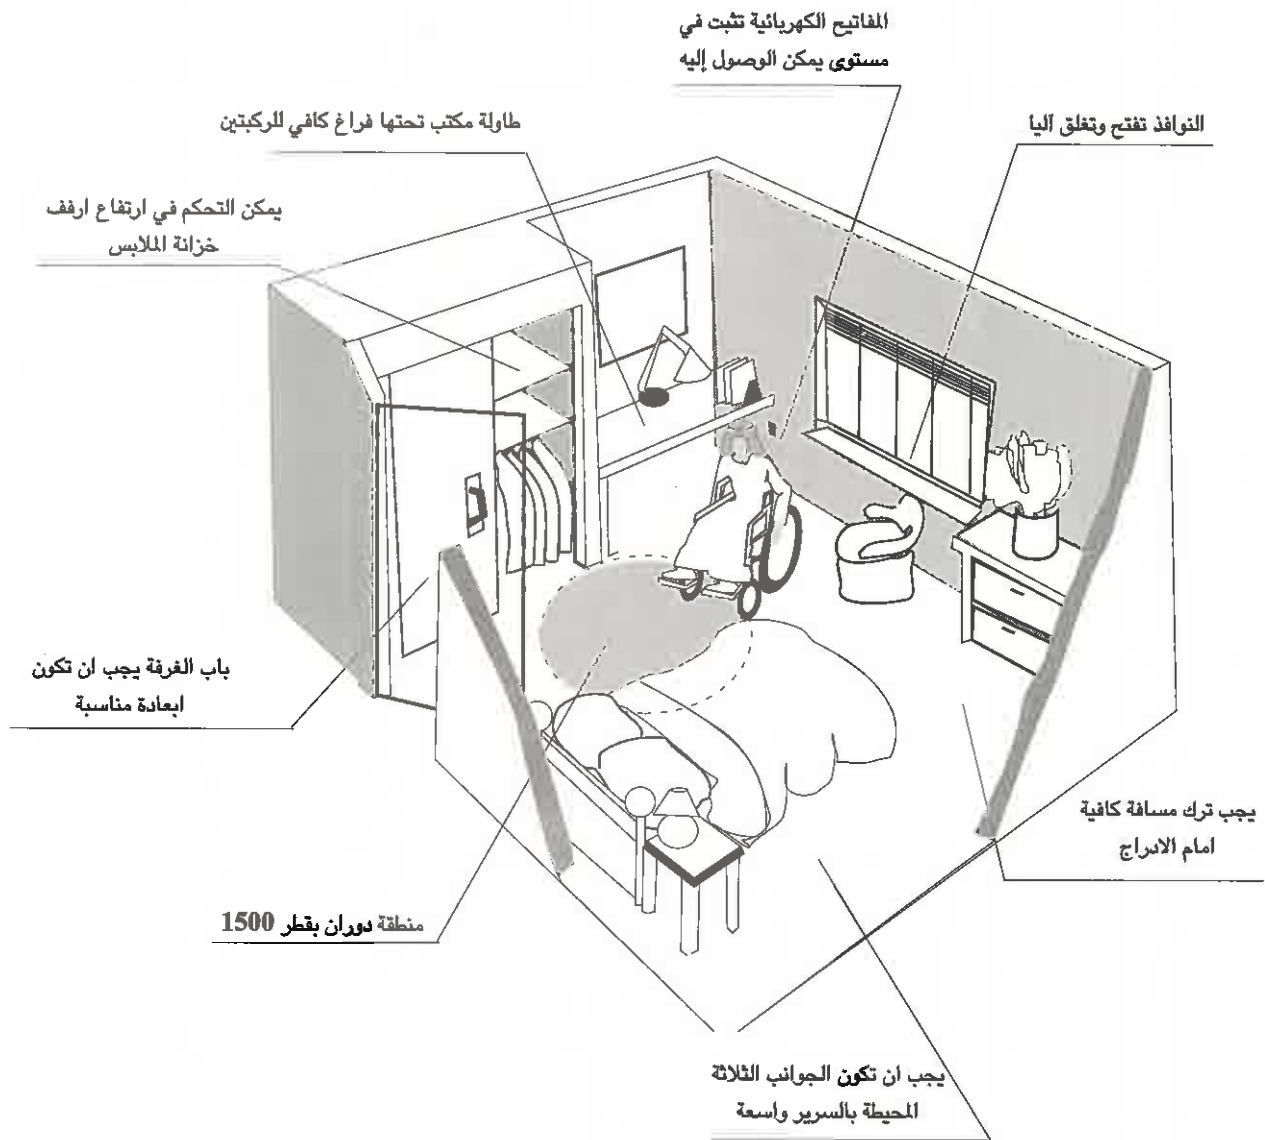 المفاتيح الكهربائية تثبت في
مستوى يمكن الوصول إليه
النوافذ تفتح وتغلق آليا
طاولة مكتب تحتها فراغ كافي للركبتين
يمكن التحكم في ارتفاع ارفف
خزانة الملابس
باب الغرفة يجب ان تكون
ابعادة مناسبة
يجب ترك مسافة كافية
امام الادراج
منطقة دوران بقطر 1500
يجب ان تكون الجوانب الثلاثة
المحيطة بالسرير واسعة